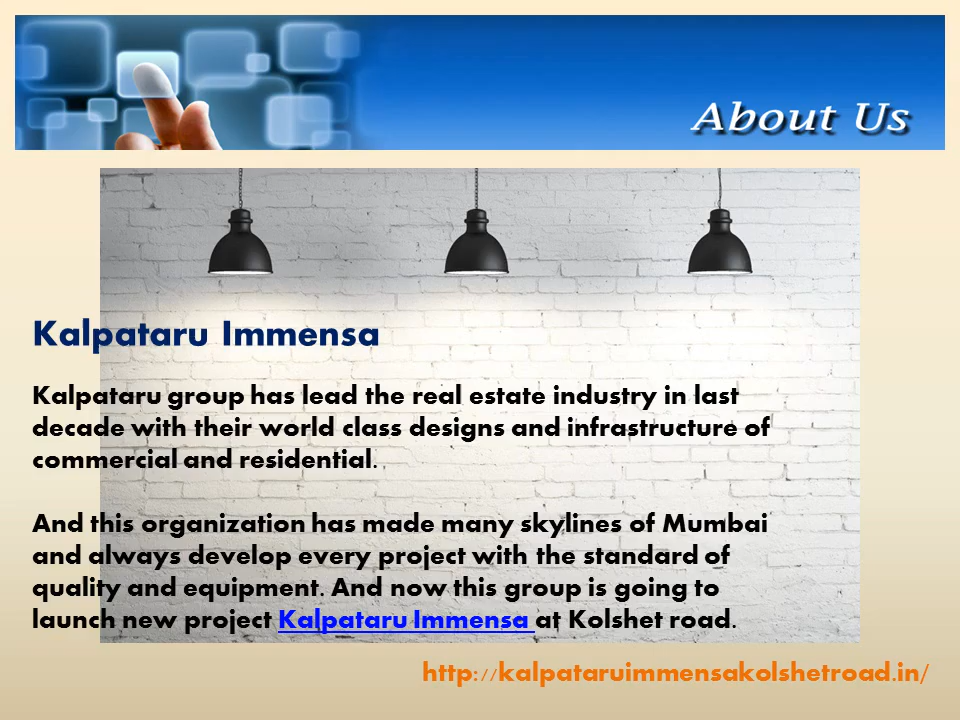 About Us
Kalpataru Immensa
Kalpataru group has lead the real estate industry in last
decade with their world class designs and infrastructure of
commercial and residential.
And this organization has made many skylines of Mumbai
and always develop every project with the standard of
quality and equipment. And now this group is going to
launch new project Kalpataru Immensa at Kolshet road.
http://kalpataruimmensakolshetroad.in/